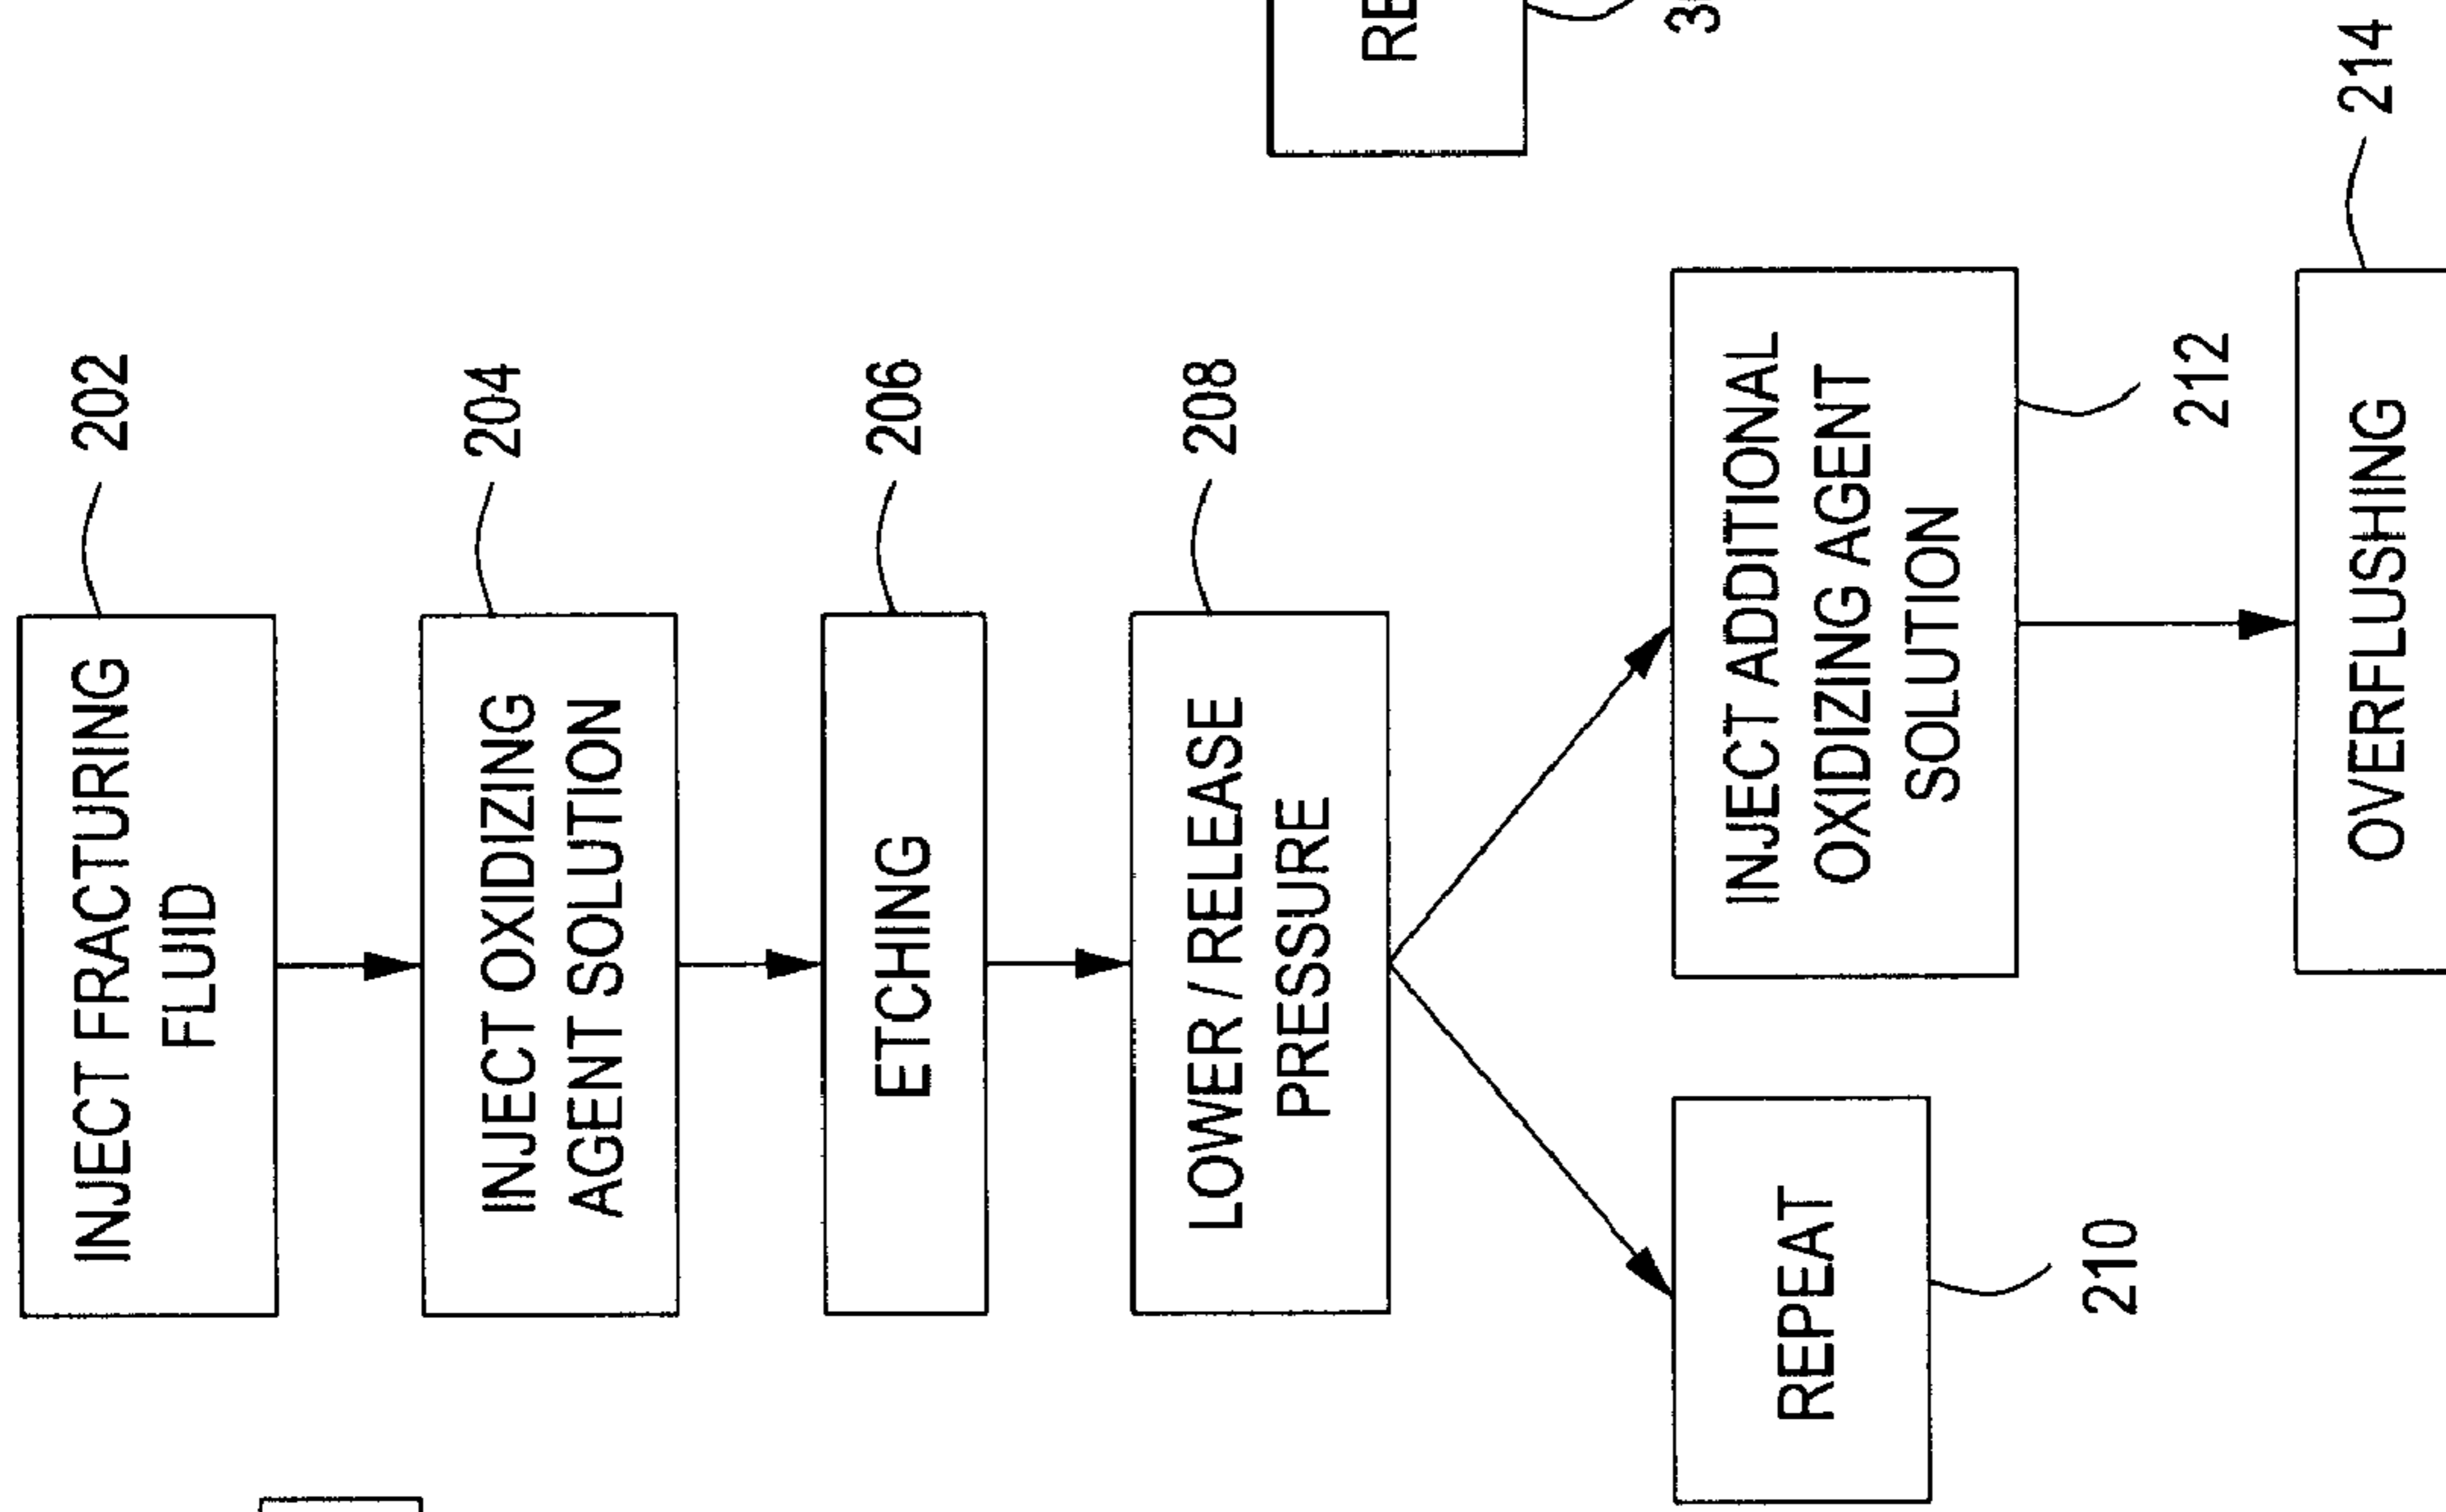 INJECT FRACTURING
FLUID
202
INJECT OXIDIZING
AGENT SOLUTION
204
ETCHING
206
LOWER / RELEASE
PRESSURE
208
REPEAT
210
INJECT ADDITIONAL
OXIDIZING AGENT
SOLUTION
212
OVERFLUSHING
214